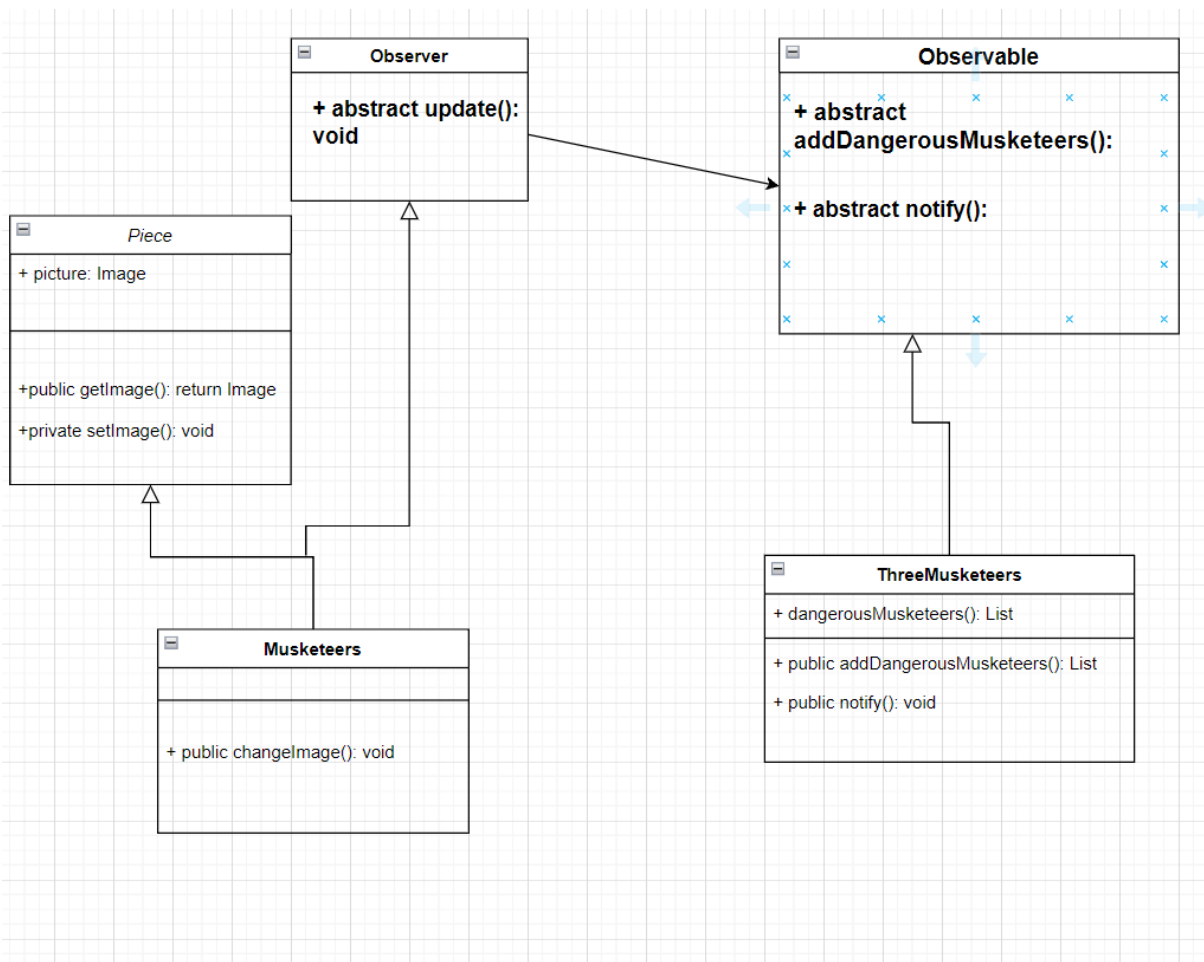 Observer
+ abstract update():
void
Observable
+ abstract
addDangerousMusketeers():
+ abstract notify():
Piece
+ picture: Image
+public getImage(): return Image
+private setImage(): void
Musketeers
+ public changeImage(): void
ThreeMusketeers
+ dangerousMusketeers(): List
+ public addDangerousMusketeers(): List
+ public notify(): void